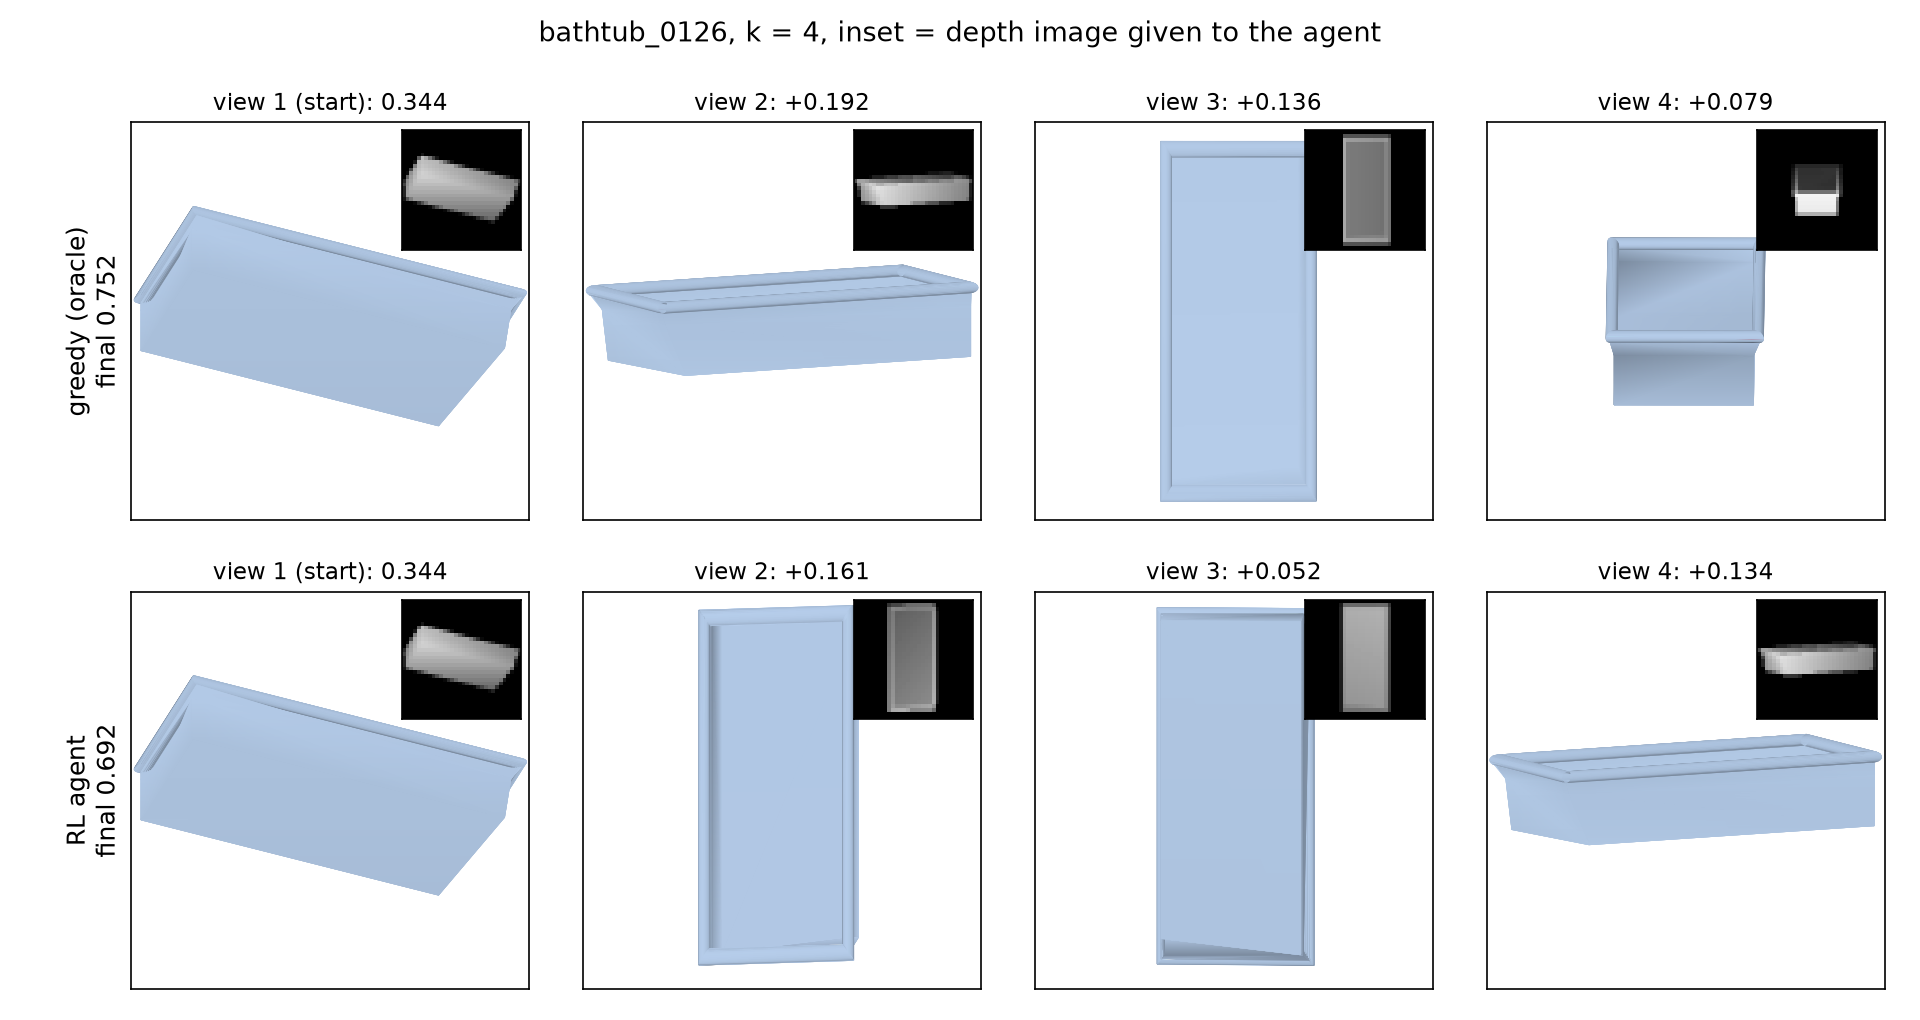 bathtub_0126, k = 4, inset = depth image given to the agent
view 1 (start): 0.344
view 2: +0.192
view 3: +0.136
view 4: +0.079
greedy (oracle)
final 0.752
view 1 (start): 0.344
view 2: +0.161
view 3: +0.052
view 4: +0.134
RL agent
final 0.692